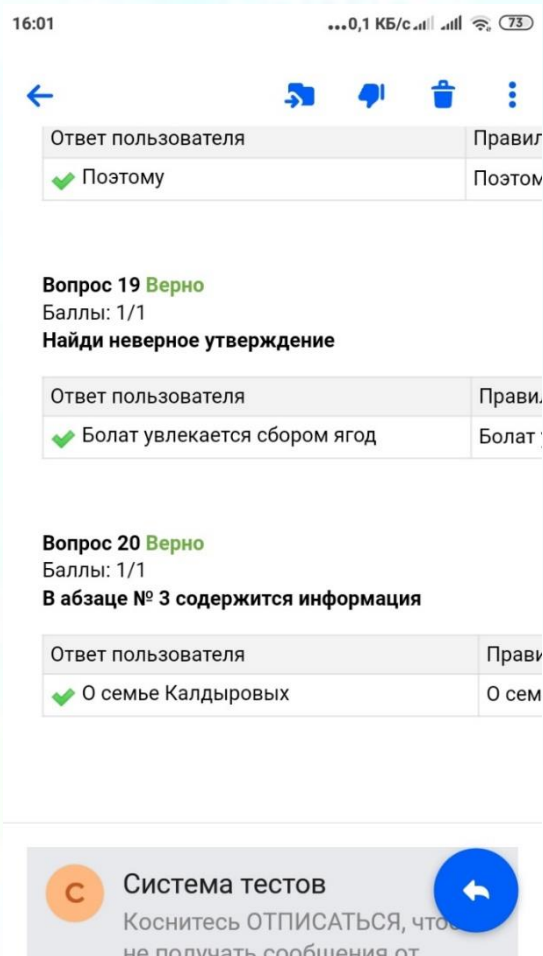 16:01 ...0,1 КБ/с 73
Ответ пользователя Правил
Поэтому Поэтом
Вопрос 19 Верно
Баллы: 1/1
Найди неверное утверждение
Ответ пользователя Прави
Болат увлекается сбором ягод Болат
Вопрос 20 Верно
Баллы: 1/1
В абзаце № 3 содержится информация
Ответ пользователя Прави
О семье Калдыровых О сем
С
Система тестов
Коснитесь ОТПИСАТЬСЯ, чтоб
не получать сообщения от